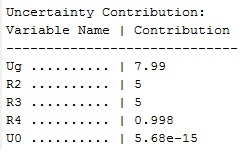 Uncertainty Contribution:
Variable Name | Contribution
-----------------------------
Ug .......... | 7.99
R2 .......... | 5
R3 .......... | 5
R4 .......... | 0.998
U0 .......... | 5.68e-15